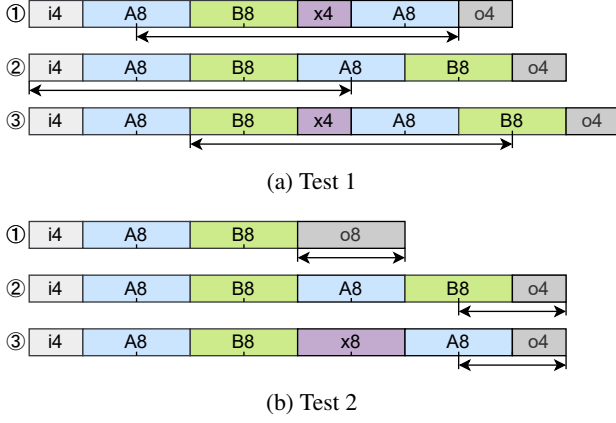 ① i4 A8 B8 x4 A8 o4
② i4 A8 B8 A8 B8 o4
③ i4 A8 B8 x4 A8 B8 o4
(a) Test 1
① i4 A8 B8 o8
② i4 A8 B8 A8 B8 o4
③ i4 A8 B8 x8 A8 o4
(b) Test 2